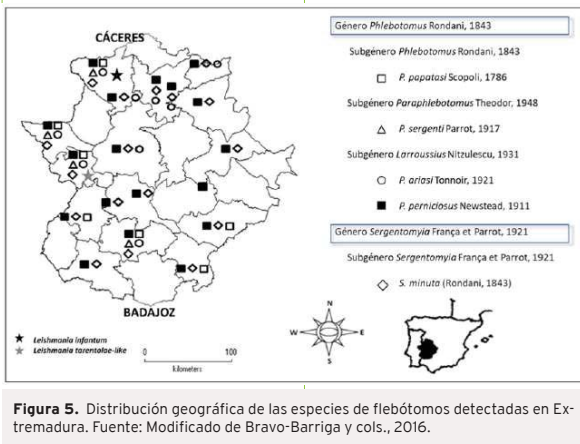 CÁCERES
BADAJOZ
Leishmania infantum
Leishmania tarentolae-like
0 100
kilometers
Género Phlebotomus Rondani, 1843
Subgénero Phlebotomus Rondani, 1843
P. papatasi Scopoli, 1786
Subgénero Paraphlebotomus Theodor, 1948
P. sergenti Parrot, 1917
Subgénero Larroussius Nitzulescu, 1931
P. ariasi Tonnoir, 1921
P. perniciosus Newstead, 1911
Género Sergentomyia França et Parrot, 1921
Subgénero Sergentomyia França et Parrot, 1921
S. minuta (Rondani, 1843)
N
W E
S
Figura 5. Distribución geográfica de las especies de flebótomos detectadas en Ex-
tremadura. Fuente: Modificado de Bravo-Barriga y cols., 2016.